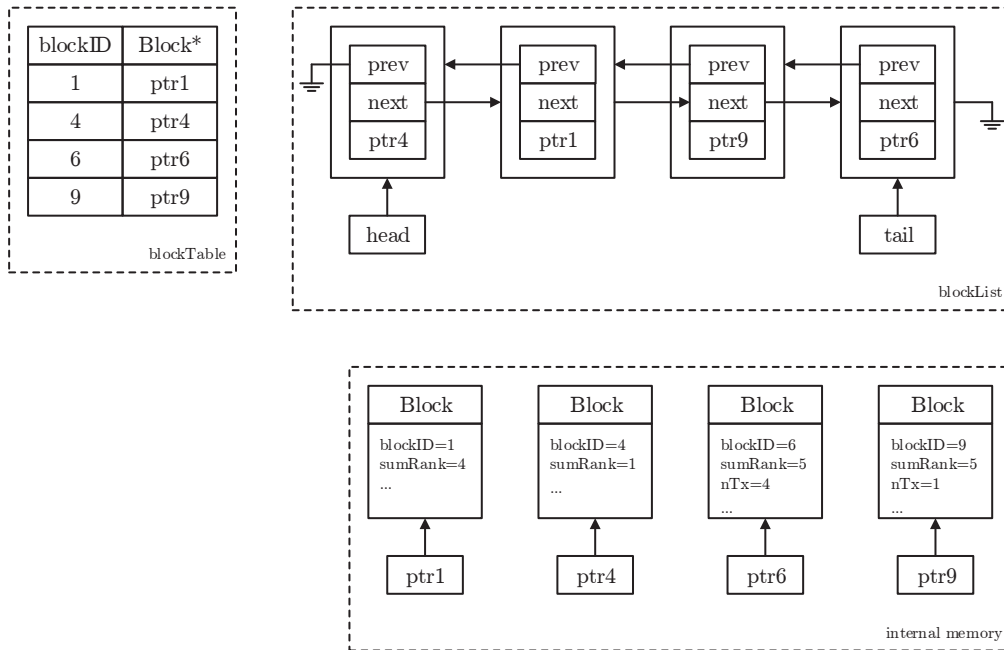 blockID Block*
1 ptr1
4 ptr4
6 ptr6
9 ptr9
blockTable
prev
next
ptr4
prev
next
ptr1
prev
next
ptr9
prev
next
ptr6
head
tail
blockList
Block
blockID=1
sumRank=4
...
ptr1
Block
blockID=4
sumRank=1
...
ptr4
Block
blockID=6
sumRank=5
nTx=4
...
ptr6
Block
blockID=9
sumRank=5
nTx=1
...
ptr9
internal memory